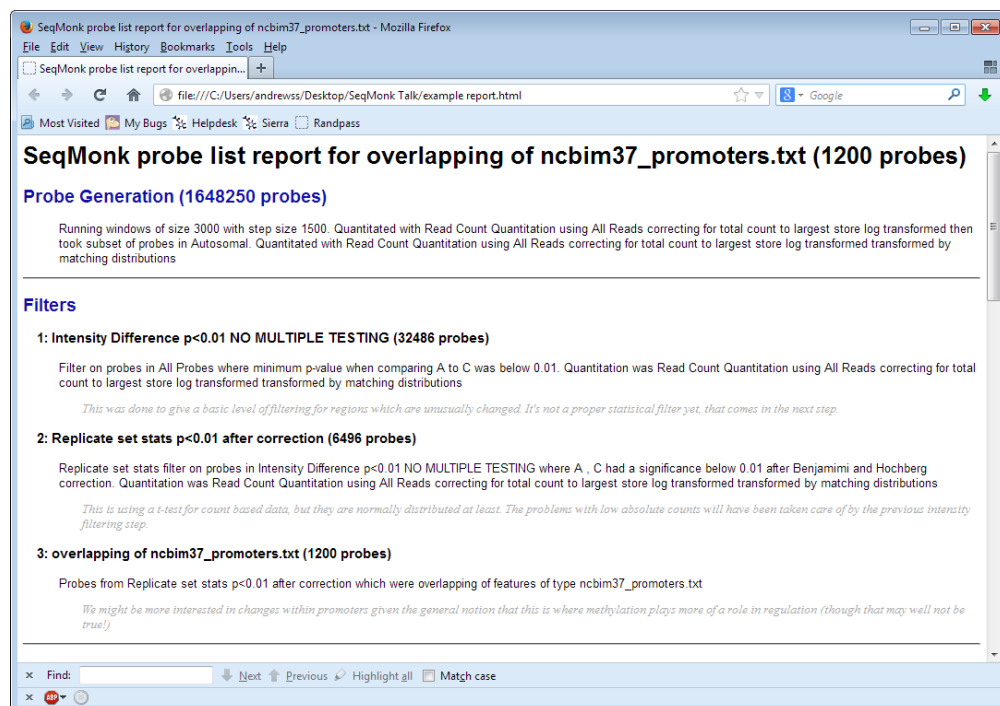 SeqMonk probe list report for overlapping of ncbim37_promoters.txt - Mozilla Firefox
File Edit View History Bookmarks Tools Help
SeqMonk probe list report for overlappin... +
file:///C:/Users/andrewss/Desktop/SeqMonk Talk/example report.html
8 Google
Most Visited My Bugs Helpdesk Sierra Randpass
SeqMonk probe list report for overlapping of ncbim37_promoters.txt (1200 probes)
Probe Generation (1648250 probes)
Running windows of size 3000 with step size 1500. Quantitated with Read Count Quantitation using All Reads correcting for total count to largest store log transformed then
took subset of probes in Autosomal. Quantitated with Read Count Quantitation using All Reads correcting for total count to largest store log transformed transformed by
matching distributions
Filters
1: Intensity Difference p<0.01 NO MULTIPLE TESTING (32486 probes)
Filter on probes in All Probes where minimum p-value when comparing A to C was below 0.01. Quantitation was Read Count Quantitation using All Reads correcting for total
count to largest store log transformed transformed by matching distributions
This was done to give a basic level of filtering for regions which are unusually changed. It's not a proper statisical filter yet, that comes in the next step.
2: Replicate set stats p<0.01 after correction (6496 probes)
Replicate set stats filter on probes in Intensity Difference p<0.01 NO MULTIPLE TESTING where A , C had a significance below 0.01 after Benjamimi and Hochberg
correction. Quantitation was Read Count Quantitation using All Reads correcting for total count to largest store log transformed transformed by matching distributions
This is using a t-test for count based data, but they are normally distributed at least. The problems with low absolute counts will have been taken care of by the previous intensity
filtering step.
3: overlapping of ncbim37_promoters.txt (1200 probes)
Probes from Replicate set stats p<0.01 after correction which were overlapping of features of type ncbim37_promoters.txt
We might be more interested in changes within promoters given the general notion that this is where methylation plays more of a role in regulation (though that may well not be
true!)
x Find: Next Previous Highlight all Match case
x ABP